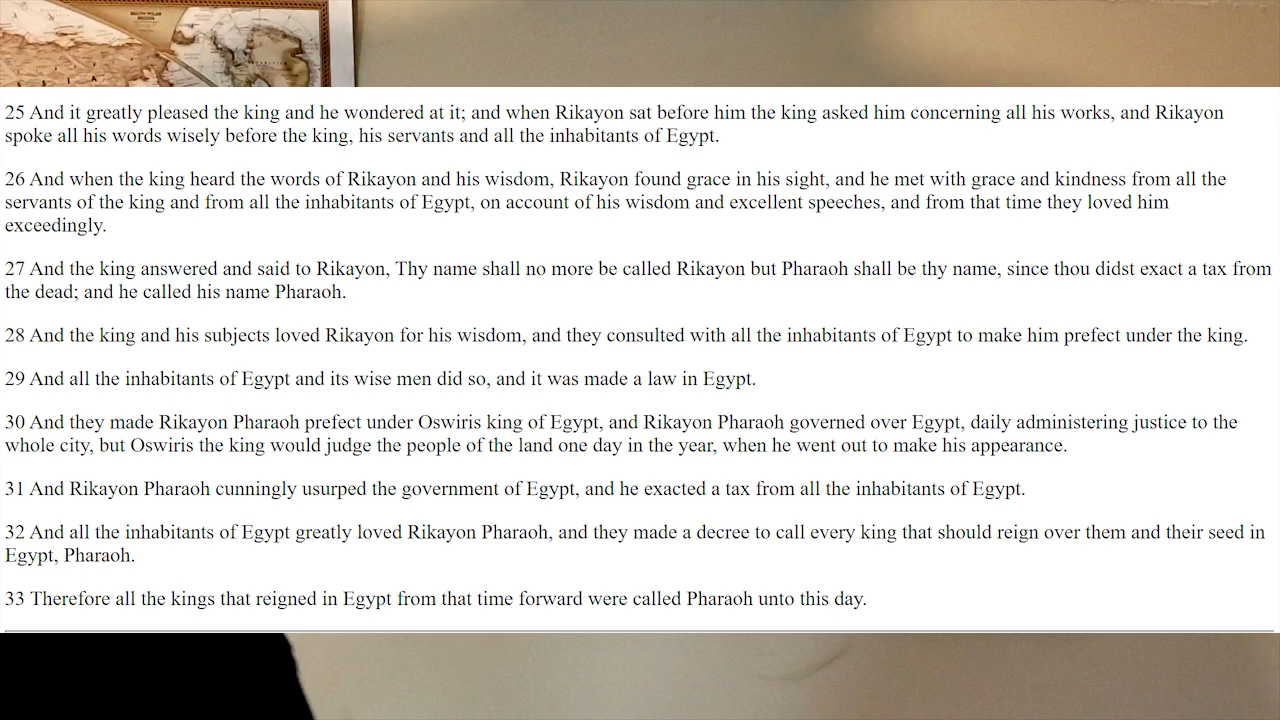 SOUTH POLAR
REGION
S I A
25 And it greatly pleased the king and he wondered at it; and when Rikayon sat before him the king asked him concerning all his works, and Rikayon
spoke all his words wisely before the king, his servants and all the inhabitants of Egypt.
26 And when the king heard the words of Rikayon and his wisdom, Rikayon found grace in his sight, and he met with grace and kindness from all the
servants of the king and from all the inhabitants of Egypt, on account of his wisdom and excellent speeches, and from that time they loved him
exceedingly.
27 And the king answered and said to Rikayon, Thy name shall no more be called Rikayon but Pharaoh shall be thy name, since thou didst exact a tax from
the dead; and he called his name Pharaoh.
28 And the king and his subjects loved Rikayon for his wisdom, and they consulted with all the inhabitants of Egypt to make him prefect under the king.
29 And all the inhabitants of Egypt and its wise men did so, and it was made a law in Egypt.
30 And they made Rikayon Pharaoh prefect under Oswiris king of Egypt, and Rikayon Pharaoh governed over Egypt, daily administering justice to the
whole city, but Oswiris the king would judge the people of the land one day in the year, when he went out to make his appearance.
31 And Rikayon Pharaoh cunningly usurped the government of Egypt, and he exacted a tax from all the inhabitants of Egypt.
32 And all the inhabitants of Egypt greatly loved Rikayon Pharaoh, and they made a decree to call every king that should reign over them and their seed in
Egypt, Pharaoh.
33 Therefore all the kings that reigned in Egypt from that time forward were called Pharaoh unto this day.